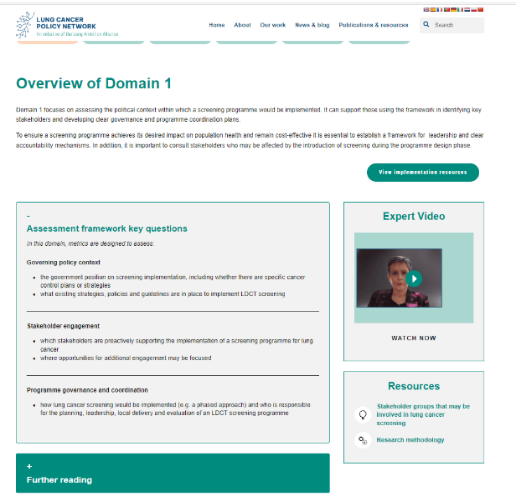 LUNG CANCER
POLICY NETWORK
An initiative of the Lung Ambition Alliance
Home About Our work News & blog Publications & resources Search
Overview of Domain 1
Domain 1 focuses on assessing the political context within which a screening programme would be implemented. It can support those using the framework in identifying key
stakeholders and developing clear governance and programme coordination plans.
To ensure a screening programme achieves its desired impact on population health and remain cost-effective it is essential to establish a framework for leadership and clear
accountability mechanisms. In addition, it is important to consult stakeholders who may be affected by the introduction of screening during the programme design phase.
View implementation resources
-
Assessment framework key questions
In this domain, metrics are designed to assess:
Governing policy context
• the government position on screening implementation, including whether there are specific cancer
control plans or strategies
• what existing strategies, policies and guidelines are in place to implement LDCT screening
Stakeholder engagement
• which stakeholders are proactively supporting the implementation of a screening programme for lung
cancer
• where opportunities for additional engagement may be focused
Programme governance and coordination
• how lung cancer screening would be implemented (e.g. a phased approach) and who is responsible
for the planning, leadership, local delivery and evaluation of an LDCT screening programme
+
Further reading
Expert Video
WATCH NOW
Resources
Stakeholder groups that may be
involved in lung cancer
screening
Research methodology